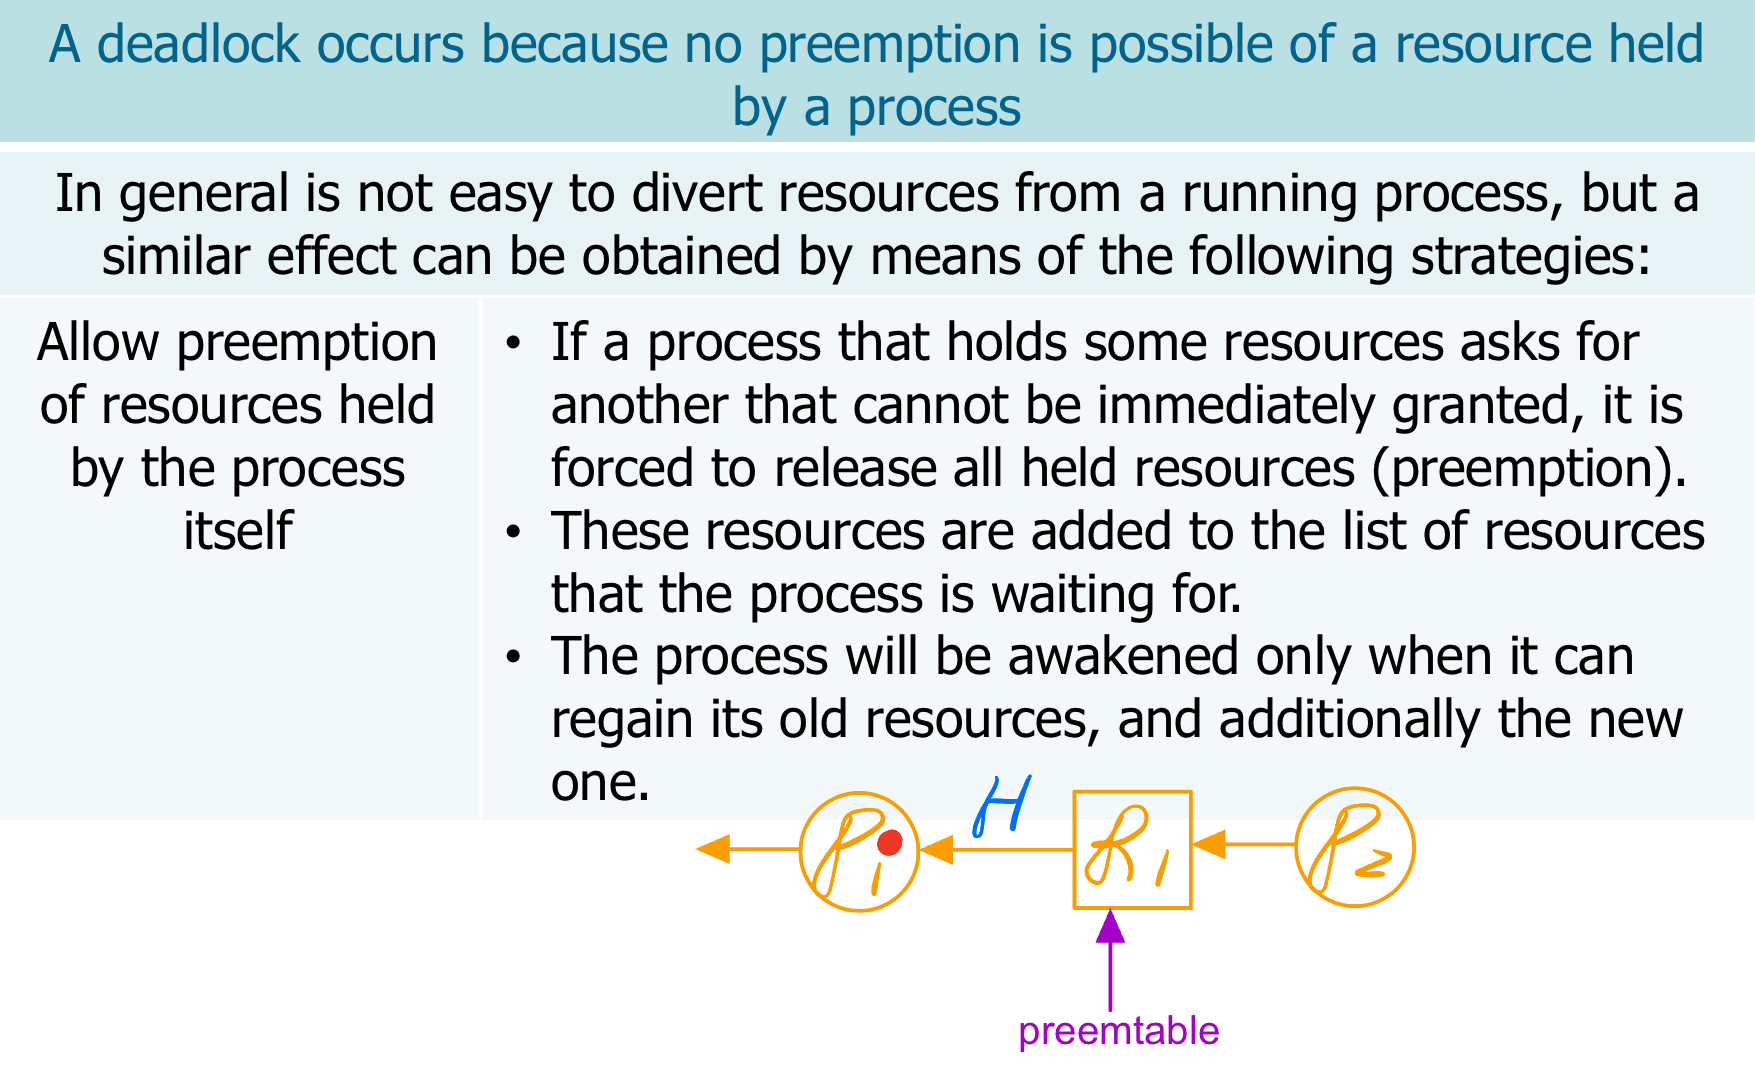 A deadlock occurs because no preemption is possible of a resource held
by a process
In general is not easy to divert resources from a running process, but a
similar effect can be obtained by means of the following strategies:
Allow preemption
of resources held
by the process
itself
• If a process that holds some resources asks for
another that cannot be immediately granted, it is
forced to release all held resources (preemption).
• These resources are added to the list of resources
that the process is waiting for.
• The process will be awakened only when it can
regain its old resources, and additionally the new
one.
H
P1
R1
P2
preemtable